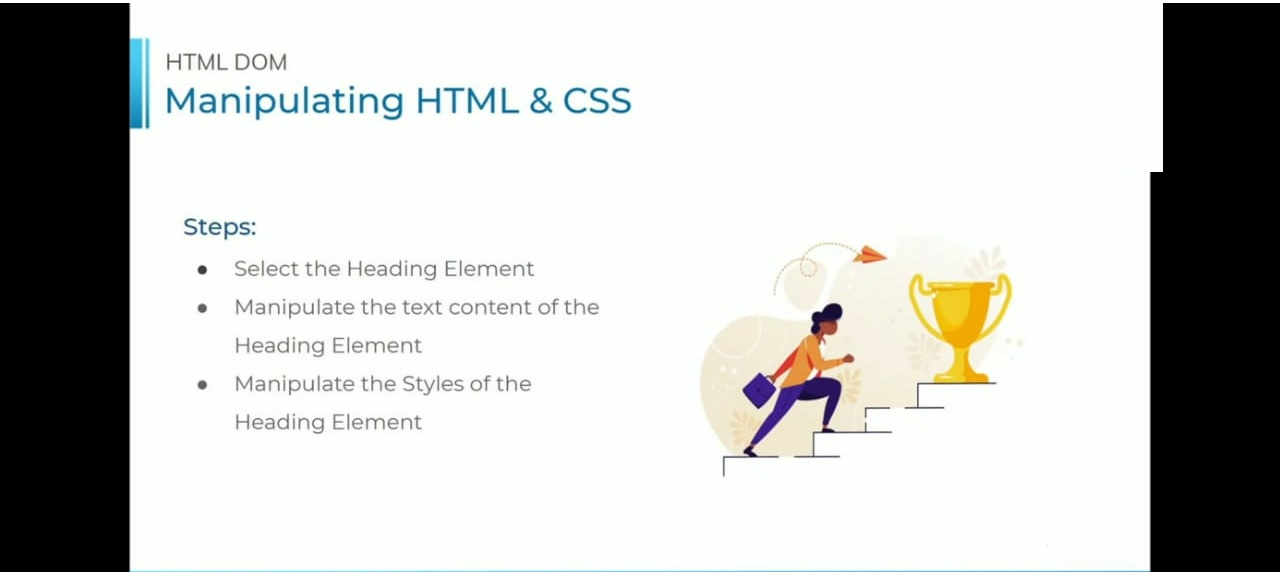 HTML DOM
Manipulating HTML & CSS
Steps:
● Select the Heading Element
● Manipulate the text content of the
Heading Element
● Manipulate the Styles of the
Heading Element